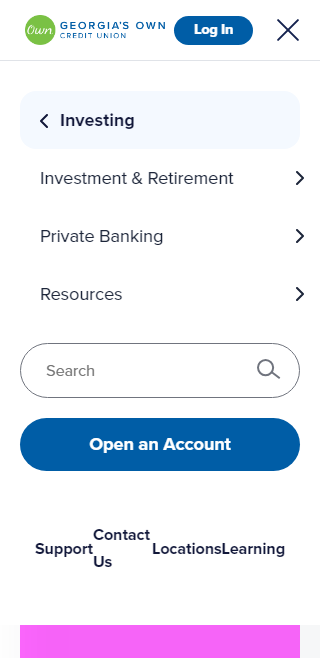 Own
GEORGIA'S OWN
CREDIT UNION
Log In
Investing
Investment & Retirement
Private Banking
Resources
Search
Open an Account
Support
Contact
Us
Locations
Learning